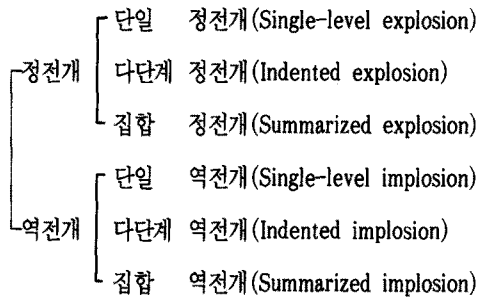 단일 정전개(Single-level explosion)
정전개 다단계 정전개(Indented explosion)
집합 정전개(Summarized explosion)
단일 역전개(Single-level implosion)
역전개 다단계 역전개(Indented implosion)
집합 역전개(Summarized implosion)